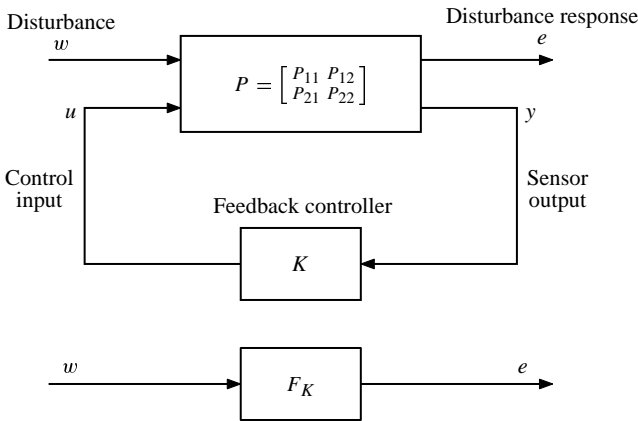 Disturbance
Disturbance response
w
e
P = [ P11 P12
P21 P22 ]
u
y
Control
input
Sensor
output
Feedback controller
K
w
FK
e